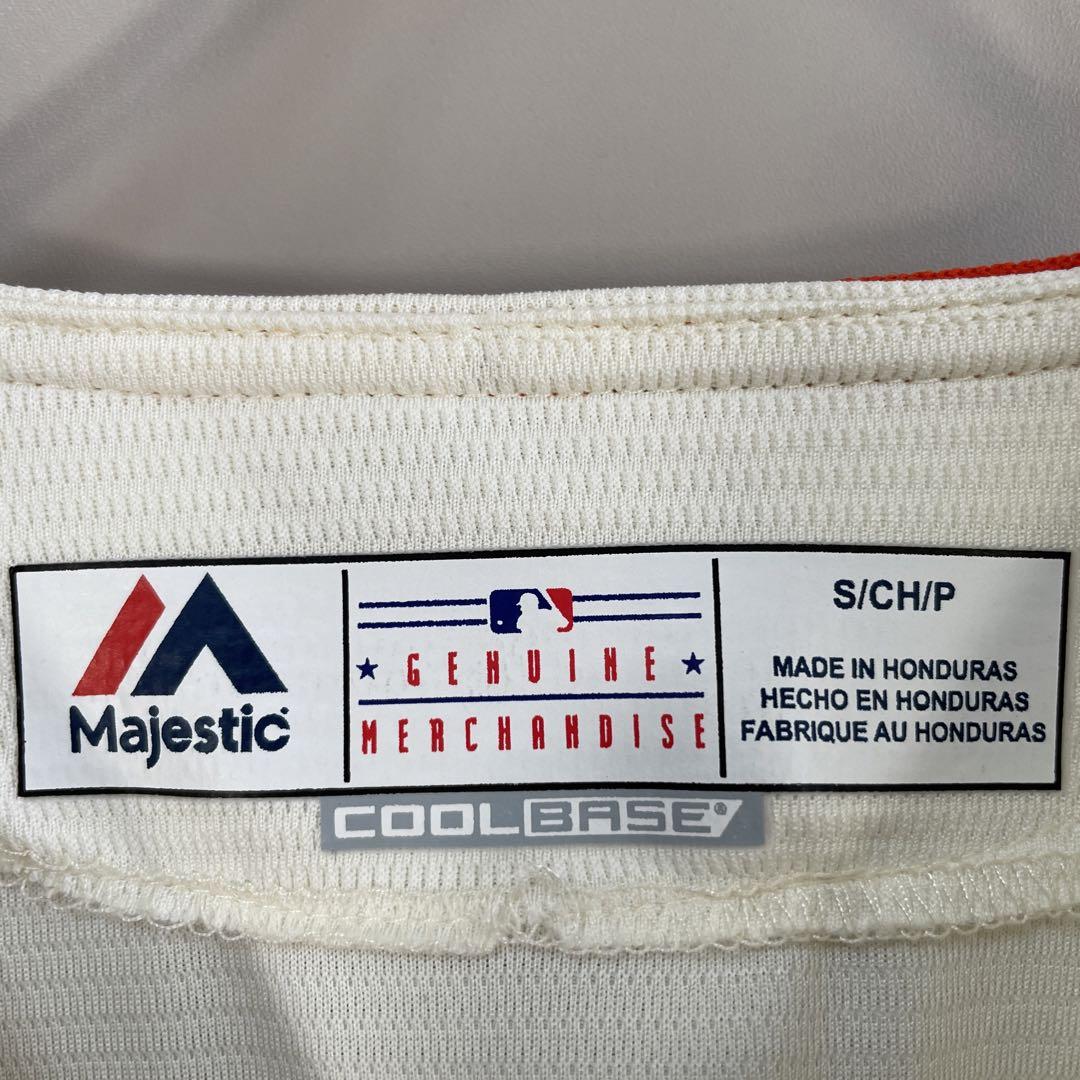 Majestic
GENUINE
MERCHANDISE
S/CH/P
MADE IN HONDURAS
HECHO EN HONDURAS
FABRIQUE AU HONDURAS
COOLBASE®